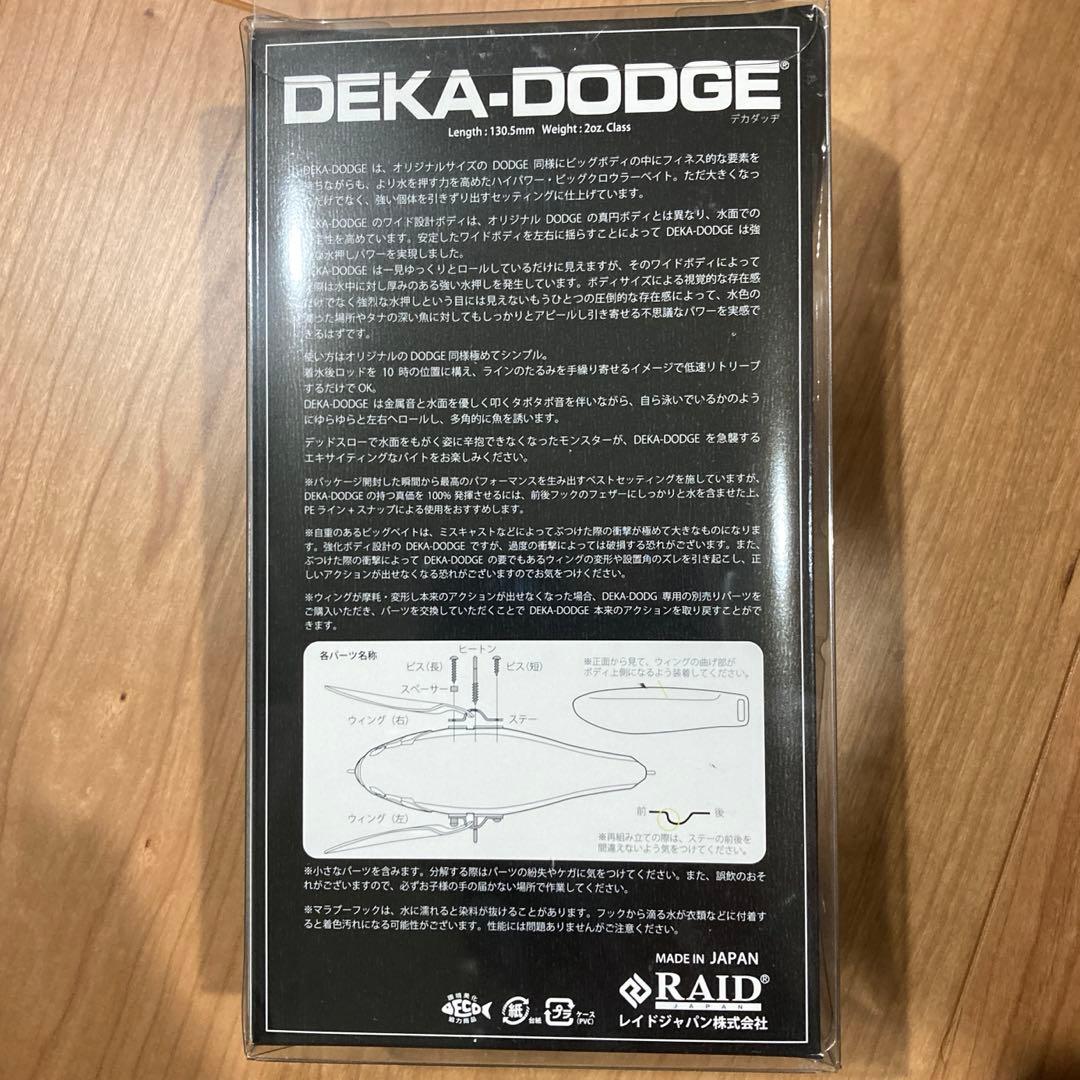 DEKA-DODGE®
デカダッヂ
Length : 130.5mm Weight : 2oz. Class
DEKA-DODGE は、オリジナルサイズの DODGE 同様にビッグボディの中にフィネス的な要素を
持ちながらも、より水を押す力を高めたハイパワー・ビッグクロウラーベイト。ただ大きくなっ
だけでなく、強い個体を引きずり出すセッティングに仕上げています。
DEKA-DODGE のワイド設計ボディは、オリジナル DODGE の真円ボディとは異なり、水面での
定性を高めています。安定したワイドボディを左右に揺らすことによって DEKA-DODGE は強
な水押しパワーを実現しました。
DEKA-DODGE は一見ゆっくりとロールしているだけに見えますが、そのワイドボディによって
際は水中に対し厚みのある強い水押しを発生しています。ボディサイズによる視覚的な存在感
だけでなく強烈な水押しという目には見えないもうひとつの圧倒的な存在感によって、水色の
った場所やタナの深い魚に対してもしっかりとアピールし引き寄せる不思議なパワーを実感で
きるはずです。
使い方はオリジナルの DODGE 同様極めてシンプル。
着水後ロッドを 10 時の位置に構え、ラインのたるみを手繰り寄せるイメージで低速リトリーブ
するだけで OK。
DEKA-DODGE は金属音と水面を優しく叩くタポタポ音を伴いながら、自ら泳いでいるかのよう
にゆらゆらと左右へロールし、多角的に魚を誘います。
デッドスローで水面をもがく姿に辛抱できなくなったモンスターが、DEKA-DODGE を急襲する
エキサイティングなバイトをお楽しみください。
※パッケージ開封した瞬間から最高のパフォーマンスを生み出すベストセッティングを施していますが、
DEKA-DODGE の持つ真価を 100% 発揮させるには、前後フックのフェザーにしっかりと水を含ませた上、
PE ライン + スナップによる使用をおすすめします。
※自重のあるビッグベイトは、ミスキャストなどによってぶつけた際の衝撃が極めて大きなものになりま
す。強化ボディ設計の DEKA-DODGE ですが、過度の衝撃によっては破損する恐れがございます。また、
ぶつけた際の衝撃によって DEKA-DODGE の要でもあるウィングの変形や設置角のズレを引き起こし、正
しいアクションが出せなくなる恐れがございますのでお気をつけください。
※ウィングが摩耗・変形し本来のアクションが出せなくなった場合、DEKA-DODG 専用の別売りパーツを
ご購入いただき、パーツを交換していただくことで DEKA-DODGE 本来のアクションを取り戻すことがで
きます。
各パーツ名称
ヒートン
ビス(長)
ビス(短)
スペーサー
ウィング（右）
ステー
※正面から見て、ウィングの曲げ部が
ボディ上側になるよう装着してください。
ウィング（左）
前
後
※再組み立ての際は、ステーの前後を
間違えないよう気をつけてください。
※小さなパーツを含みます。分解する際はパーツの紛失やケガに気をつけてください。また、誤飲のおそ
れがございますので、必ずお子様の手の届かない場所で作業してください。
※マラブーフックは、水に濡れると染料が抜けることがあります。フックから滴る水が衣類などに付着す
ると着色汚れになる可能性がございます。性能には問題ありませんがご注意ください。
MADE IN JAPAN
RAID®
JAPAN
レイドジャパン株式会社
環境美化
ECO
協力商品
紙
台紙
プラ
ケース
(PVC)